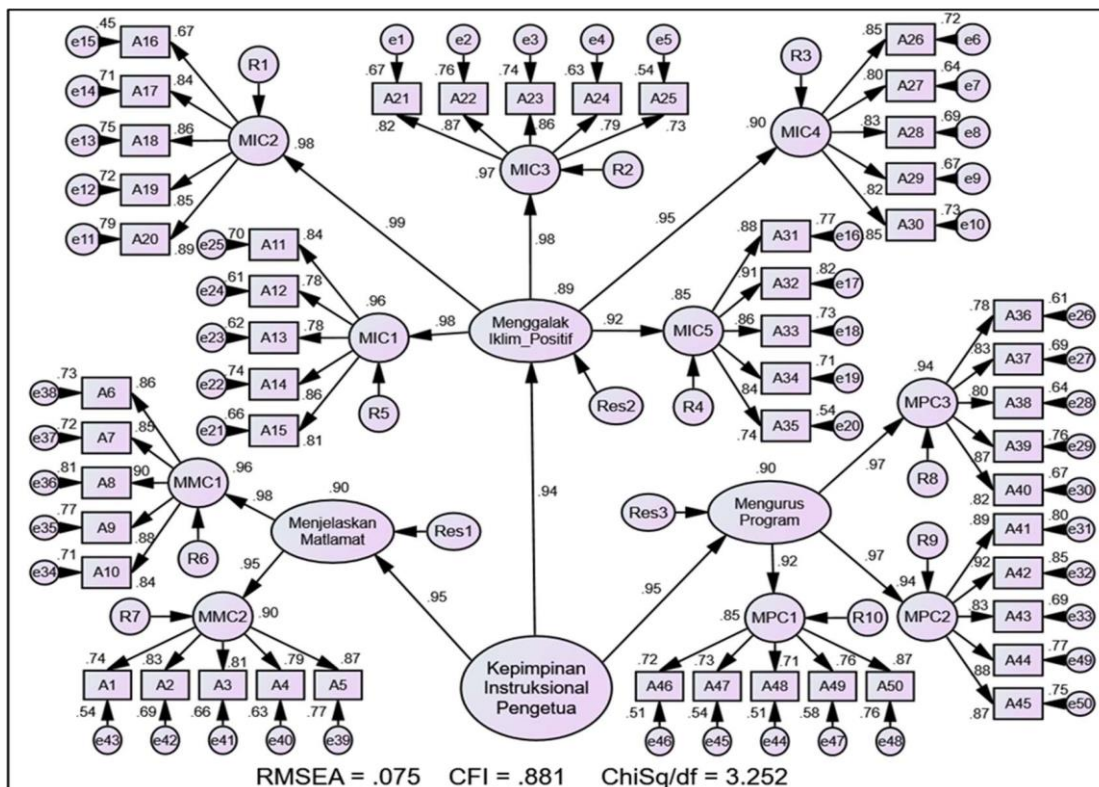 .45 .67 e15 A16
.71 .84 e14 A17
.75 .86 e13 A18
.72 e12 A19 .85
.79 e11 A20 .89
R1
MIC2 .98
e1 e2 e3 e4 e5
.67 .76 .74 .63 .54
A21 A22 A23 A24 A25
.82 .87 .86 .79 .73
.97 MIC3 R2
R3
.90 MIC4
.85 A26 .72 e6
.80 A27 .64 e7
.83 A28 .69 e8
A29 .67 e9
.82 A30 .73 e10
.85
.99 .98 .95
e25 .70 A11 .84
e24 .61 A12 .78
e23 .62 A13 .78
e22 .74 A14 .86
e21 .66 A15 .81
.96 MIC1 R5
.98
.89
Menggalak
Iklim_Positif
.92
Res2
.85 MIC5 R4
.88 A31 .77 e16
.91 A32 .82 e17
.86 A33 .73 e18
A34 .71 e19
.84 A35 .54 e20
.74
e38 .73 A6 .86
e37 .72 A7 .85
e36 .81 A8 .90
e35 .77 A9 .88
e34 .71 A10 .84
MMC1 .96 R6
.98
.90
Menjelaskan
Matlamat
Res1
.95
.94
R7 MMC2 .90
.74 .83 .81 .79 .87
A1 A2 A3 A4 A5
.54 .69 .66 .63 .77
e43 e42 e41 e40 e39
.95
Kepimpinan
Instruksional
Pengetua
.95
Res3
.90
Mengurus
Program
.97
.94
MPC3 R8
.78 A36 .61 e26
.83 A37 .69 e27
.80 A38 .64 e28
A39 .76 e29
.87 A40 .67 e30
.82
.97
R9
.94 MPC2
.89 A41 .80 e31
.92 A42 .85 e32
.83 A43 .69 e33
A44 .77 e49
.88 A45 .75 e50
.87
.92
.85 MPC1 R10
.72 .73 .71 .76 .87
A46 A47 A48 A49 A50
.51 .54 .51 .58 .76
e46 e45 e44 e47 e48
RMSEA = .075 CFI = .881 ChiSq/df = 3.252